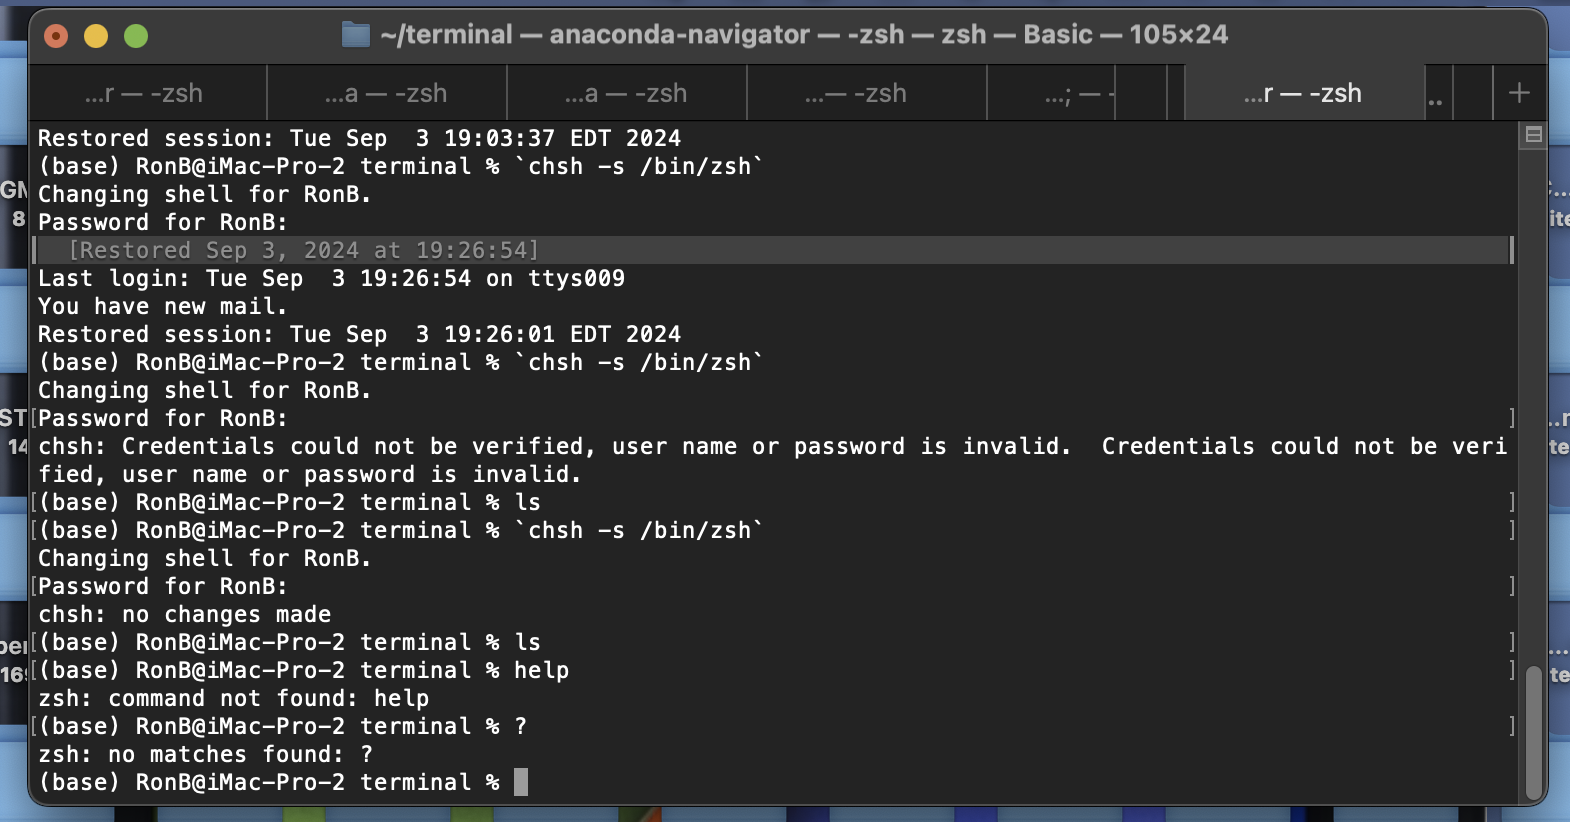 ~/terminal — anaconda-navigator — -zsh — zsh — Basic — 105×24
...r — -zsh
...a — -zsh
...a — -zsh
...— -zsh
...; — -
...r — -zsh
..
+
Restored session: Tue Sep  3 19:03:37 EDT 2024
(base) RonB@iMac-Pro-2 terminal % `chsh -s /bin/zsh`
Changing shell for RonB.
Password for RonB:
[Restored Sep 3, 2024 at 19:26:54]
Last login: Tue Sep  3 19:26:54 on ttys009
You have new mail.
Restored session: Tue Sep  3 19:26:01 EDT 2024
(base) RonB@iMac-Pro-2 terminal % `chsh -s /bin/zsh`
Changing shell for RonB.
[Password for RonB: ]
chsh: Credentials could not be verified, user name or password is invalid.  Credentials could not be veri
fied, user name or password is invalid.
[(base) RonB@iMac-Pro-2 terminal % ls ]
[(base) RonB@iMac-Pro-2 terminal % `chsh -s /bin/zsh` ]
Changing shell for RonB.
[Password for RonB: ]
chsh: no changes made
[(base) RonB@iMac-Pro-2 terminal % ls ]
[(base) RonB@iMac-Pro-2 terminal % help ]
zsh: command not found: help
[(base) RonB@iMac-Pro-2 terminal % ? ]
zsh: no matches found: ?
(base) RonB@iMac-Pro-2 terminal %